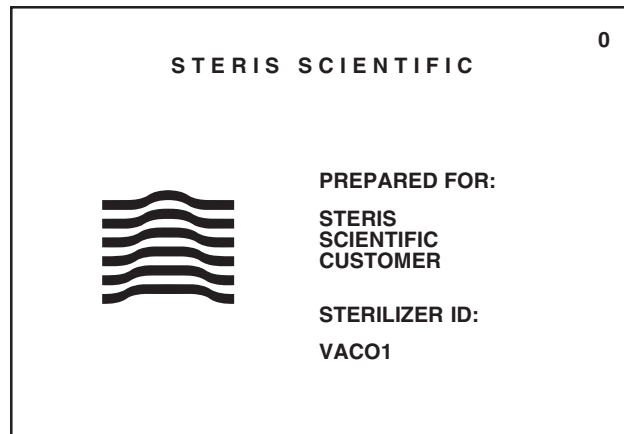 0
STERIS SCIENTIFIC
PREPARED FOR:
STERIS
SCIENTIFIC
CUSTOMER
STERILIZER ID:
VACO1